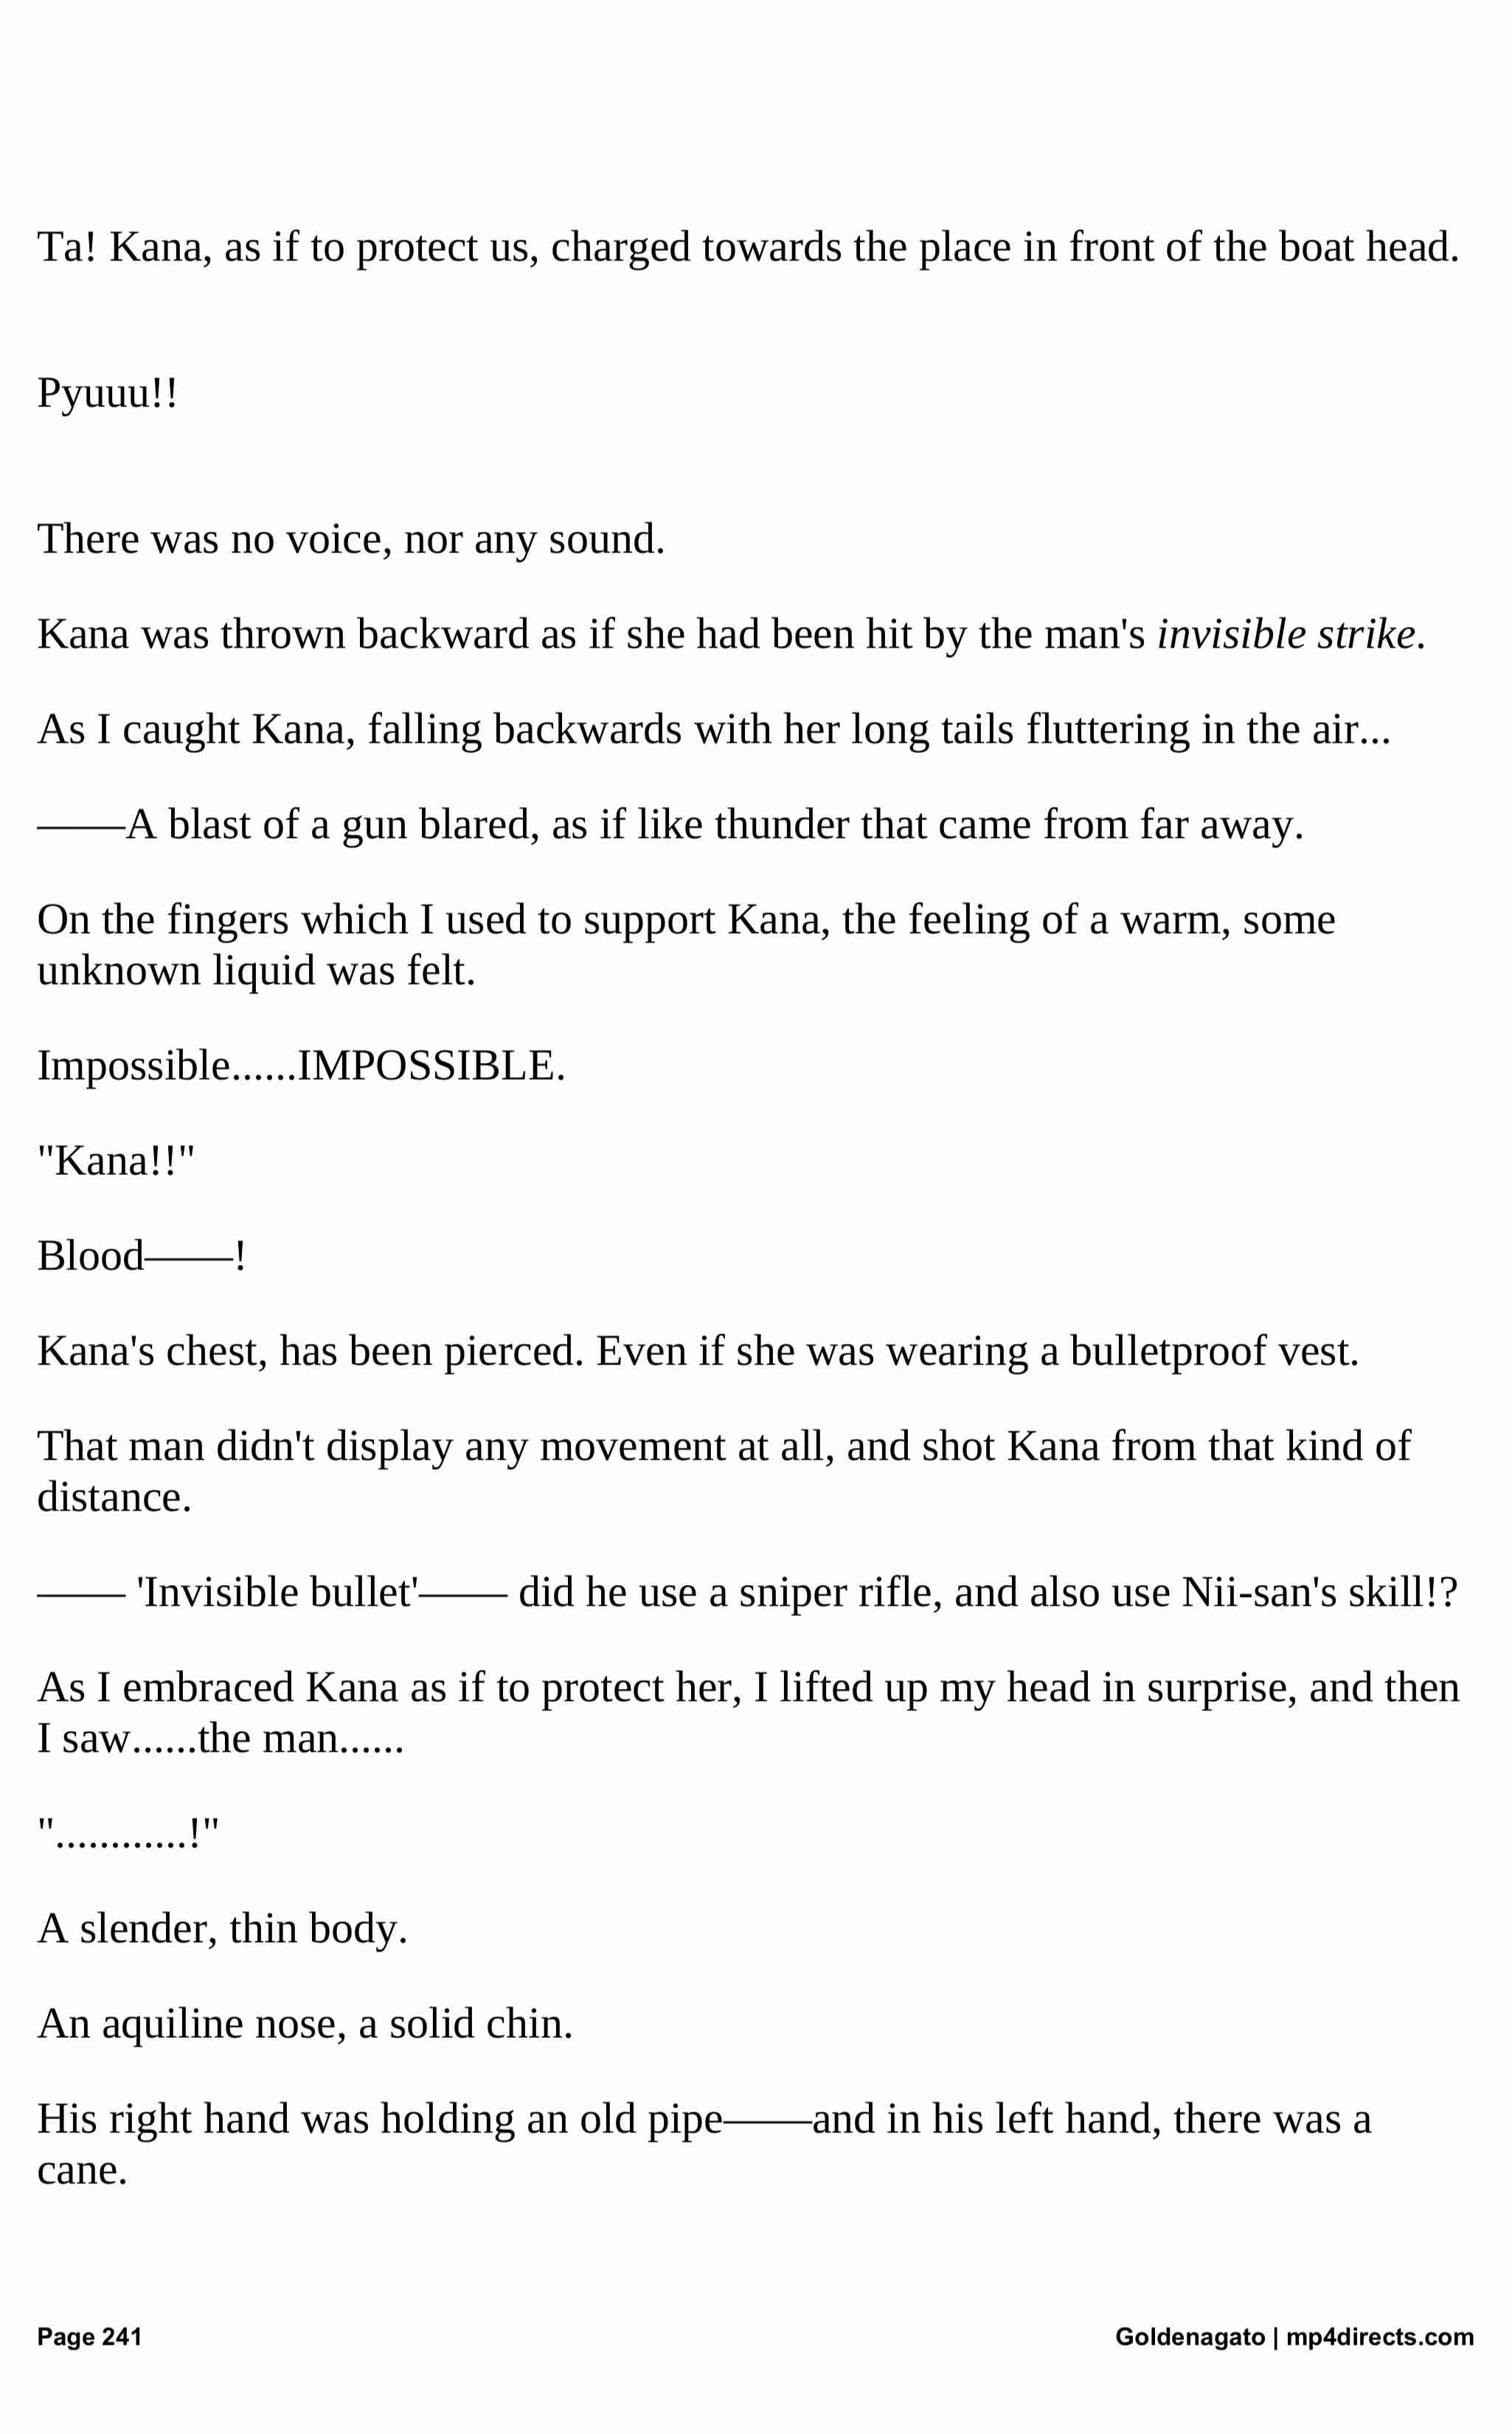 Ta! Kana, as if to protect us, charged towards the place in front of the boat head.
Pyuuu!!
There was no voice, nor any sound.
Kana was thrown backward as if she had been hit by the man's invisible strike.
As I caught Kana, falling backwards with her long tails fluttering in the air...
——A blast of a gun blared, as if like thunder that came from far away.
On the fingers which I used to support Kana, the feeling of a warm, some
unknown liquid was felt.
Impossible......IMPOSSIBLE.
"Kana!!"
Blood——!
Kana's chest, has been pierced. Even if she was wearing a bulletproof vest.
That man didn't display any movement at all, and shot Kana from that kind of
distance.
—— 'Invisible bullet'—— did he use a sniper rifle, and also use Nii-san's skill!?
As I embraced Kana as if to protect her, I lifted up my head in surprise, and then
I saw......the man......
"............!"
A slender, thin body.
An aquiline nose, a solid chin.
His right hand was holding an old pipe——and in his left hand, there was a
cane.
Page 241
Goldenagato | mp4directs.com